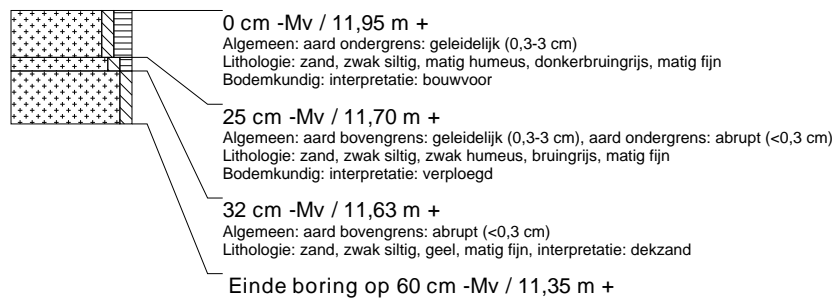 0 cm -Mv / 11,95 m +
Algemeen: aard ondergrens: geleidelijk (0,3-3 cm)
Lithologie: zand, zwak siltig, matig humeus, donkerbruingrijs, matig fijn
Bodemkundig: interpretatie: bouwvoor
25 cm -Mv / 11,70 m +
Algemeen: aard bovengrens: geleidelijk (0,3-3 cm), aard ondergrens: abrupt (<0,3 cm)
Lithologie: zand, zwak siltig, zwak humeus, bruingrijs, matig fijn
Bodemkundig: interpretatie: verploegd
32 cm -Mv / 11,63 m +
Algemeen: aard bovengrens: abrupt (<0,3 cm)
Lithologie: zand, zwak siltig, geel, matig fijn, interpretatie: dekzand
Einde boring op 60 cm -Mv / 11,35 m +